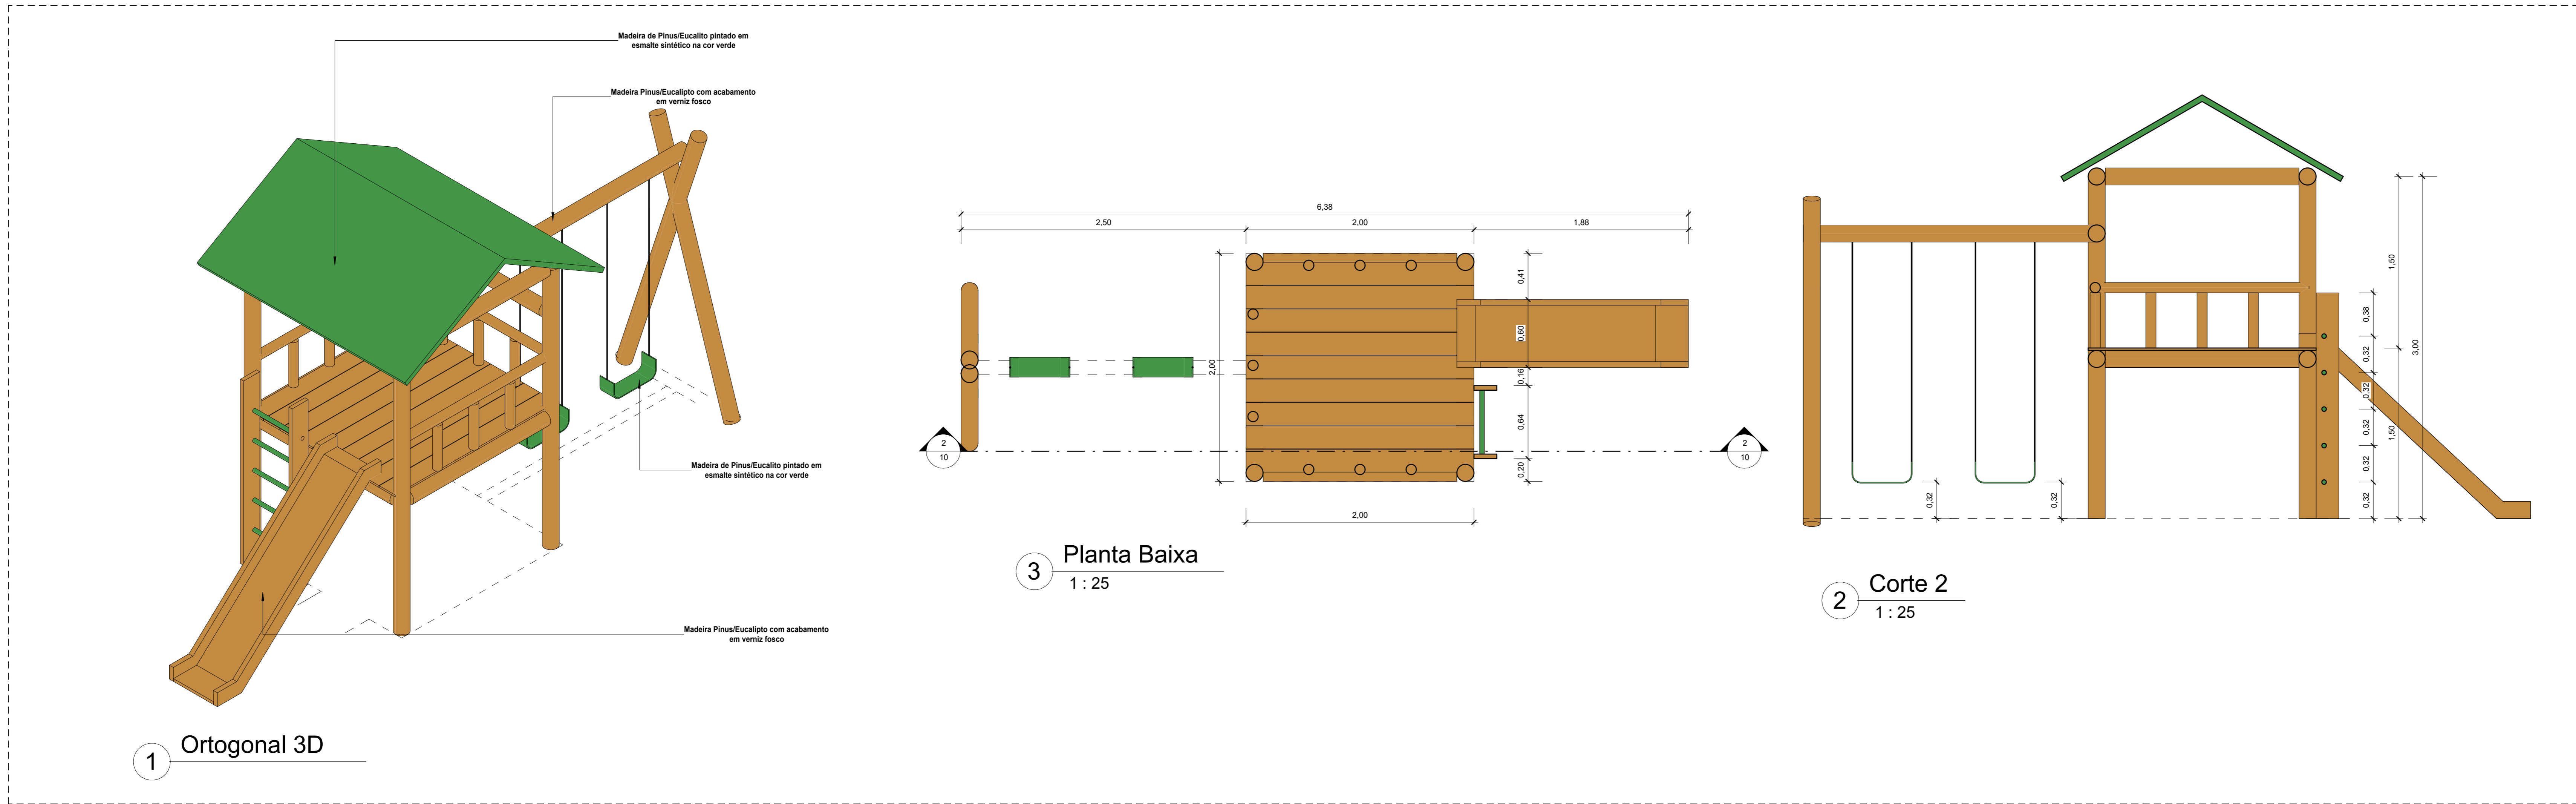 Madeira de Pinus/Eucalito pintado em
esmalte sintético na cor verde
Madeira Pinus/Eucalipto com acabamento
em verniz fosco
Madeira de Pinus/Eucalito pintado em
esmalte sintético na cor verde
Madeira Pinus/Eucalipto com acabamento
em verniz fosco
1 Ortogonal 3D
6,38
2,50 2,00 1,88
2,00
0,41
0,60
0,16
0,64
0,20
2
10
2
10
2,00
3 Planta Baixa
1 : 25
0,32
0,32
0,38
0,32
0,32
0,32
0,32
0,32
1,50
1,50
3,00
2 Corte 2
1 : 25